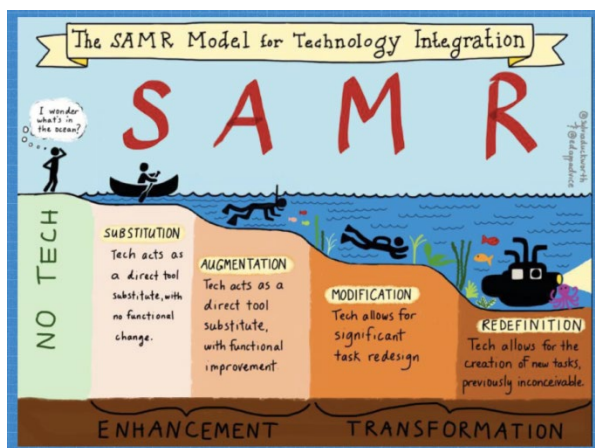 The SAMR Model for Technology Integration
I wonder
what's in
the ocean?
S A M R
@sylviaduckworth
NO TECH
SUBSTITUTION
Tech acts as
a direct tool
substitute, with
no functional
change.
AUGMENTATION
Tech acts as a
direct tool
substitute,
with functional
improvement
MODIFICATION
Tech allows for
significant
task redesign
REDEFINITION
Tech allows for the
creation of new tasks,
previously inconceivable.
ENHANCEMENT
TRANSFORMATION